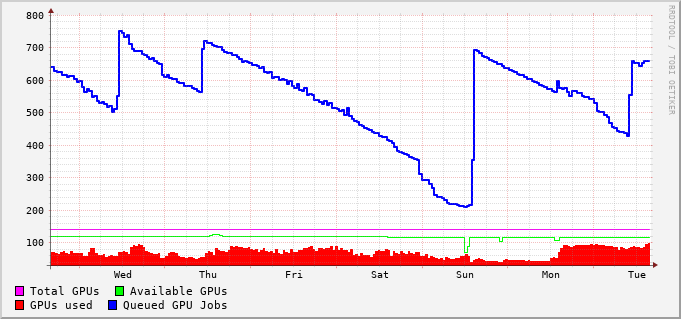 800
700
600
500
400
300
200
100
Wed Thu Fri Sat Sun Mon Tue
Total GPUs Available GPUs
GPUs used Queued GPU Jobs
RRDTOOL / TOBI OETIKER